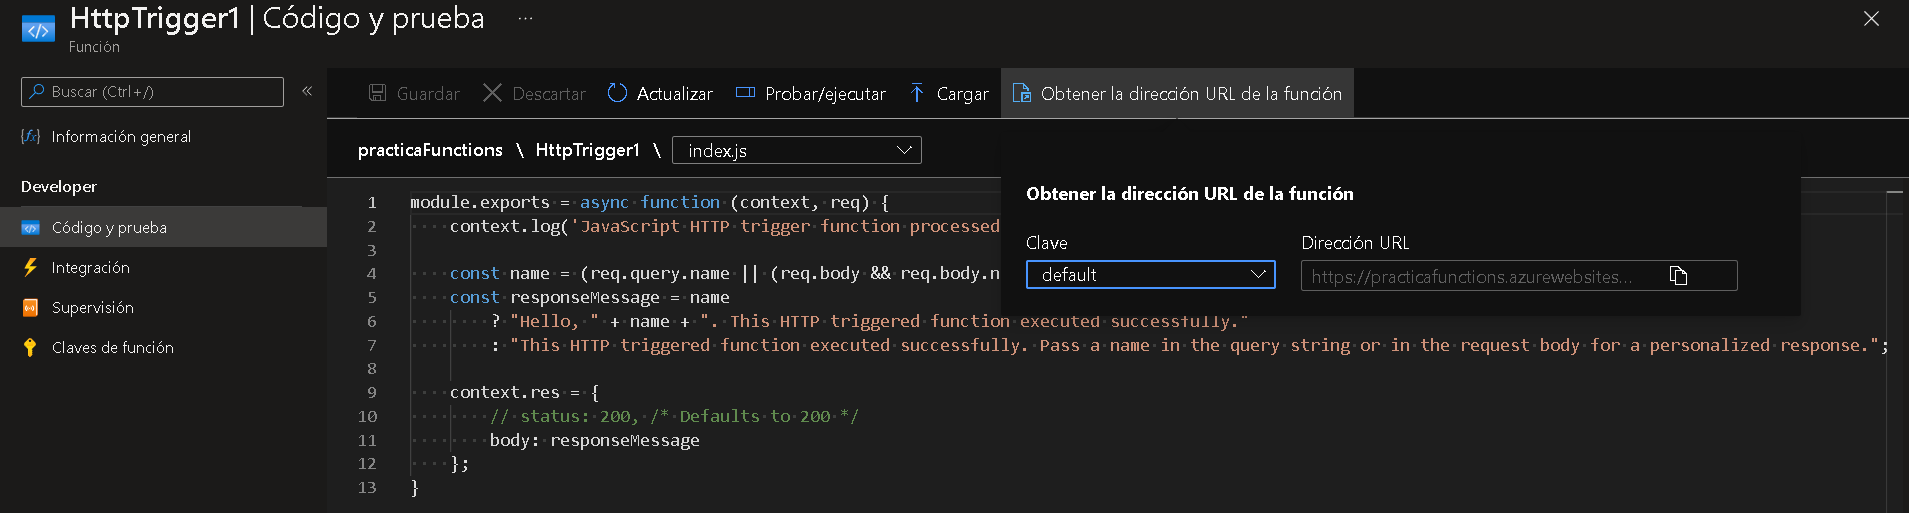 HttpTrigger1 | Código y prueba ...
Función
Buscar (Ctrl+/)
«
Información general
Developer
Código y prueba
Integración
Supervisión
Claves de función
Guardar Descartar Actualizar Probar/ejecutar Cargar Obtener la dirección URL de la función
practicaFunctions \ HttpTrigger1 \ index.js
Obtener la dirección URL de la función
Clave
default
Dirección URL
https://practicafunctions.azurewebsites...
1 module.exports = async function (context, req) {
2 context.log('JavaScript HTTP trigger function processed
3
4 const name = (req.query.name || (req.body && req.body.n
5 const responseMessage = name
6 ? "Hello, " + name + ". This HTTP triggered function executed successfully."
7 : "This HTTP triggered function executed successfully. Pass a name in the query string or in the request body for a personalized response.";
8
9 context.res = {
10 // status: 200, /* Defaults to 200 */
11 body: responseMessage
12 };
13 }